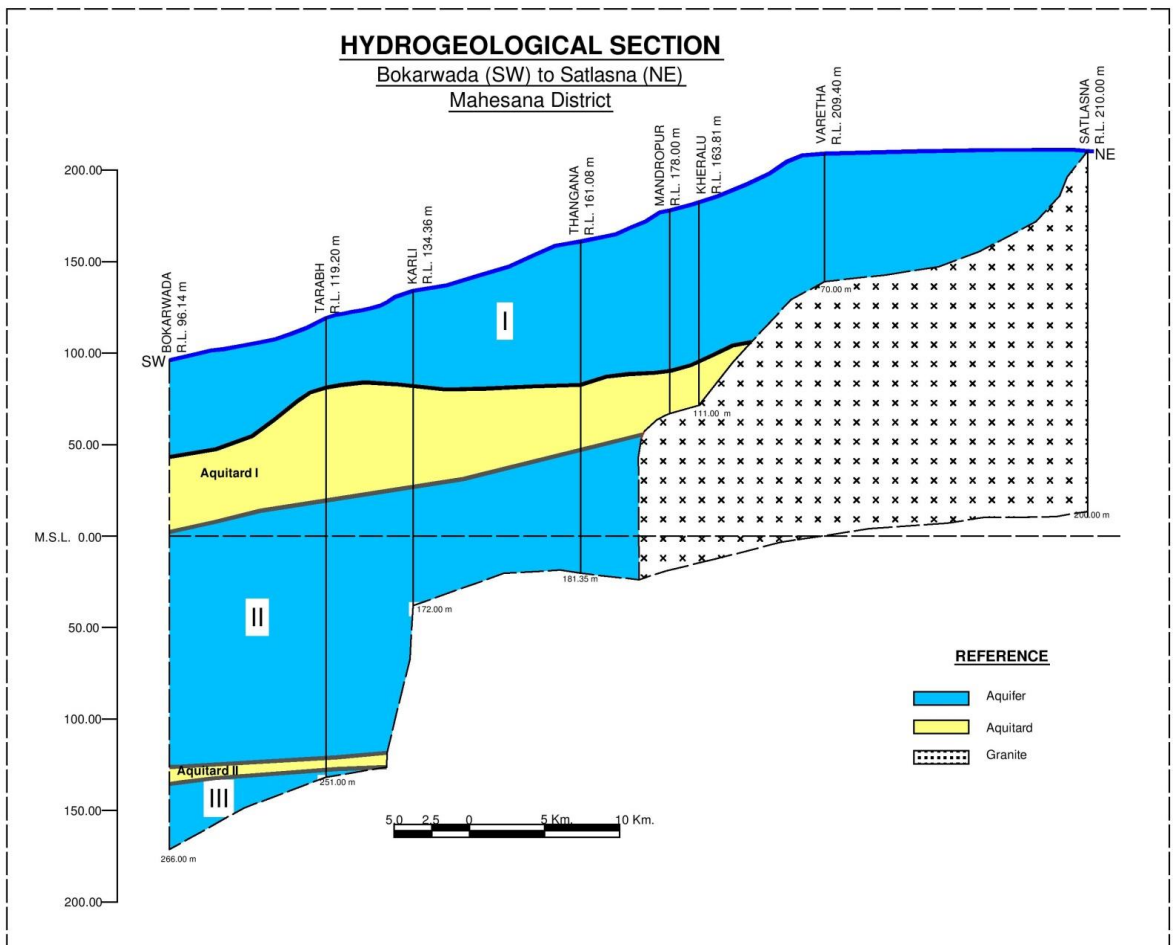 HYDROGEOLOGICAL SECTION
Bokarwada (SW) to Satlasna (NE)
Mahesana District
BOKARWADA
R.L. 96.14 m
TARABH
R.L. 119.20 m
KARLI
R.L. 134.36 m
THANGANA
R.L. 161.08 m
MANDROPUR
R.L. 178.00 m
KHERALU
R.L. 163.81 m
VARETHA
R.L. 209.40 m
SATLASNA
R.L. 210.00 m
NE
SW
200.00
150.00
100.00
50.00
M.S.L. 0.00
50.00
100.00
150.00
200.00
I
Aquitard I
II
Aquitard II
III
70.00 m
111.00 m
200.00 m
181.35 m
172.00 m
251.00 m
266.00 m
REFERENCE
Aquifer
Aquitard
Granite
5.0 2.5 0 5 Km. 10 Km.